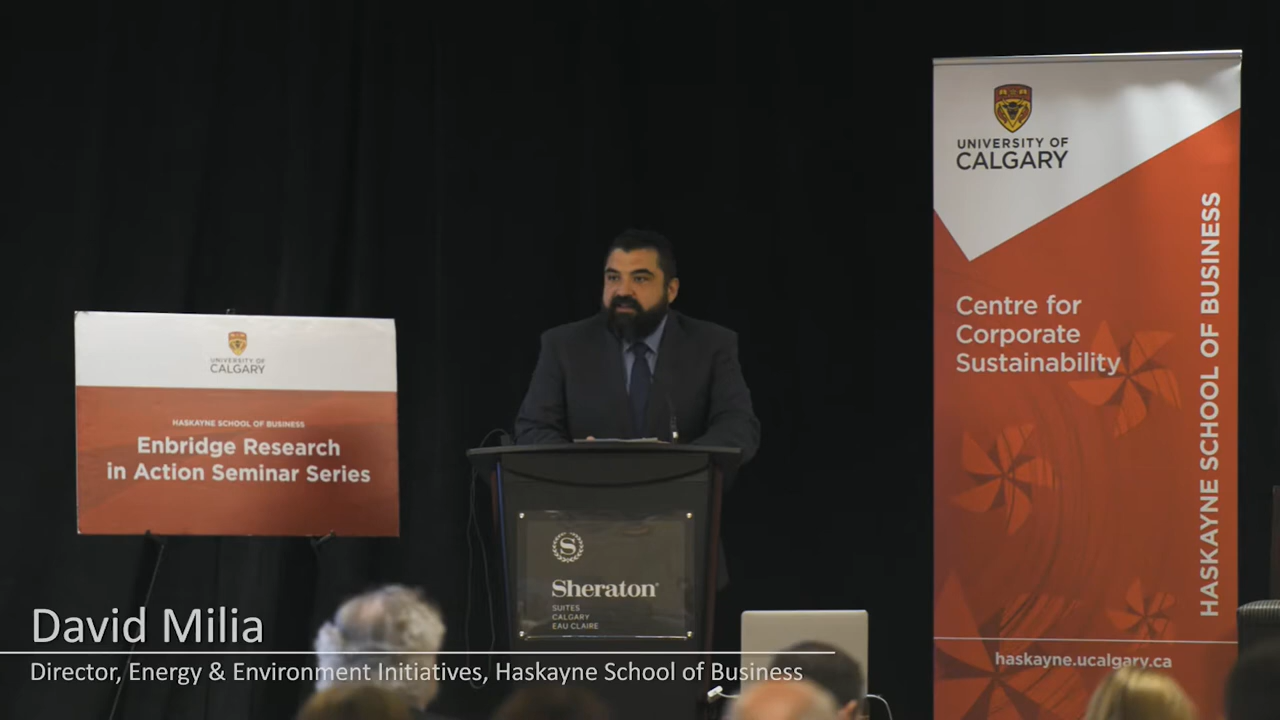 UNIVERSITY OF
CALGARY
HASKAYNE SCHOOL OF BUSINESS
Enbridge Research
in Action Seminar Series
S
Sheraton®
SUITES
CALGARY
EAU CLAIRE
UNIVERSITY OF
CALGARY
Centre for
Corporate
Sustainability
HASKAYNE SCHOOL OF BUSINESS
haskayne.ucalgary.ca
David Milia
Director, Energy & Environment Initiatives, Haskayne School of Business